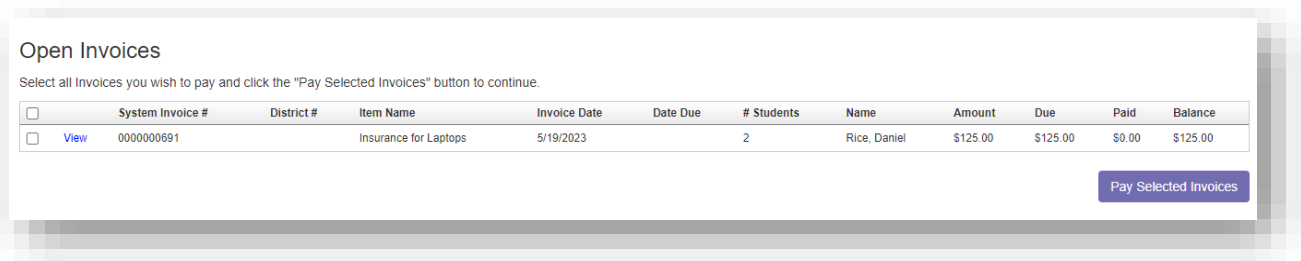 Open Invoices
Select all Invoices you wish to pay and click the "Pay Selected Invoices" button to continue.
System Invoice # District # Item Name Invoice Date Date Due # Students Name Amount Due Paid Balance
View 0000000691 Insurance for Laptops 5/19/2023 2 Rice, Daniel $125.00 $125.00 $0.00 $125.00
Pay Selected Invoices